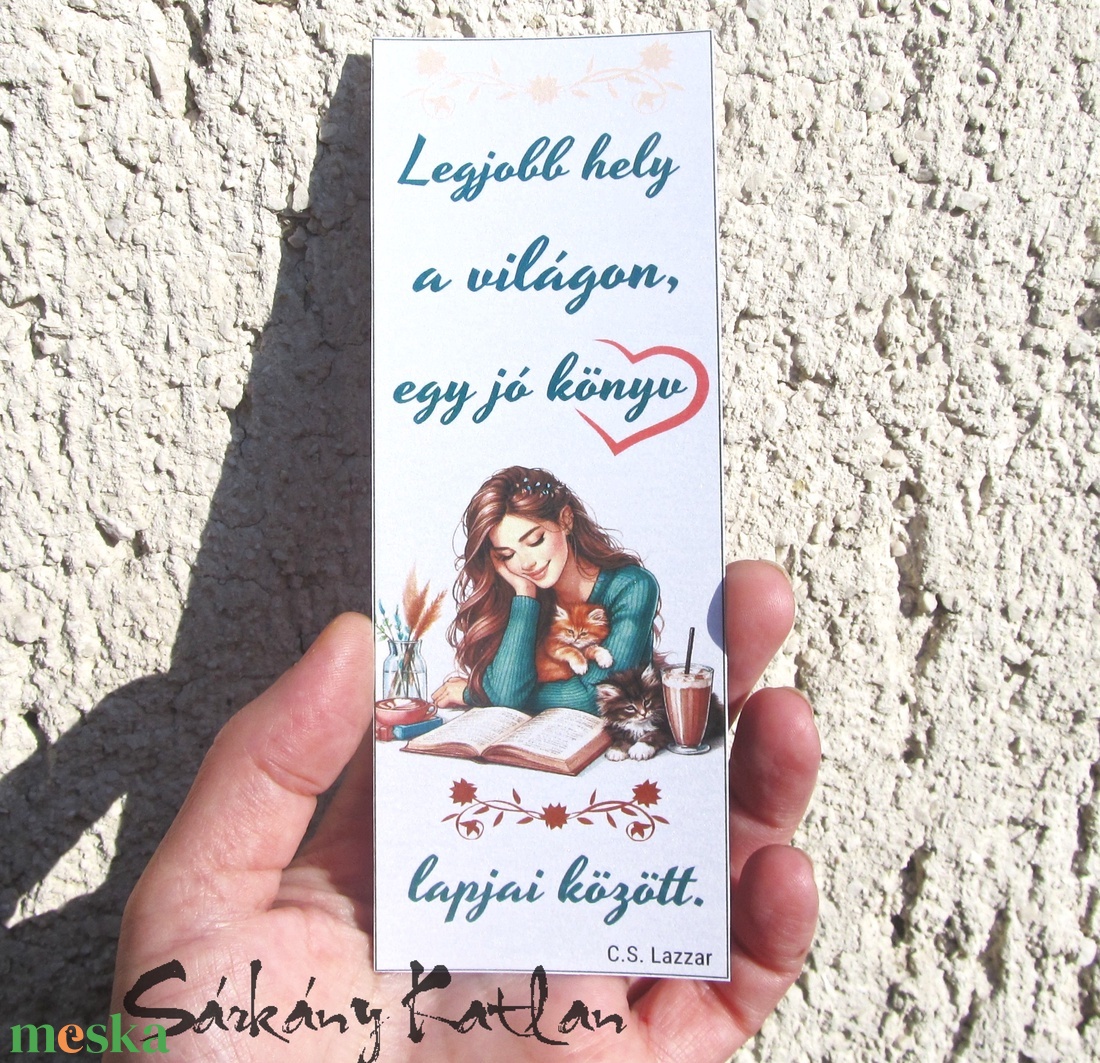 Legjobb hely
a világon,
egy jó könyv
lapjai között.
C.S. Lazzar
Sárkány Katlan
meska